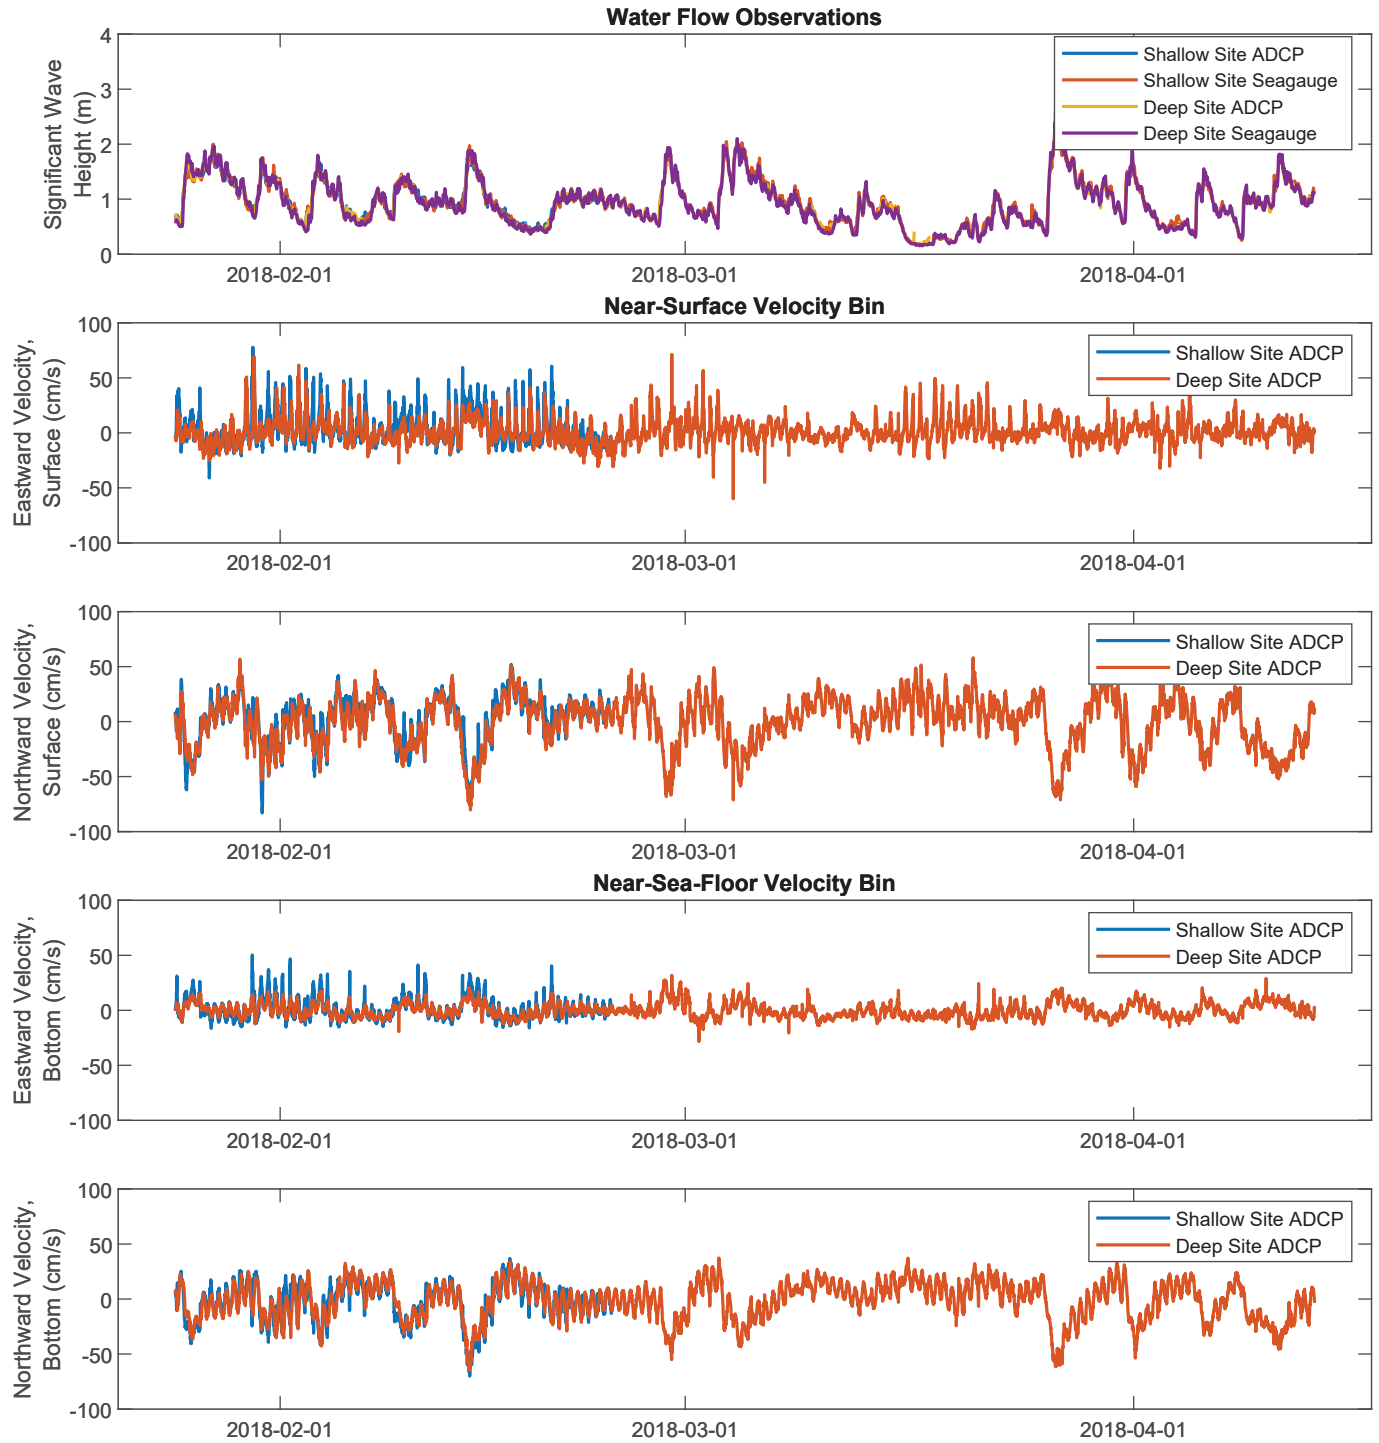 Water Flow Observations
Significant Wave
Height (m)
4
3
2
1
0
Shallow Site ADCP
Shallow Site Seagauge
Deep Site ADCP
Deep Site Seagauge
2018-02-01
2018-03-01
2018-04-01
Near-Surface Velocity Bin
Eastward Velocity,
Surface (cm/s)
100
50
0
-50
-100
Shallow Site ADCP
Deep Site ADCP
2018-02-01
2018-03-01
2018-04-01
Northward Velocity,
Surface (cm/s)
100
50
0
-50
-100
Shallow Site ADCP
Deep Site ADCP
2018-02-01
2018-03-01
2018-04-01
Near-Sea-Floor Velocity Bin
Eastward Velocity,
Bottom (cm/s)
100
50
0
-50
-100
Shallow Site ADCP
Deep Site ADCP
2018-02-01
2018-03-01
2018-04-01
Northward Velocity,
Bottom (cm/s)
100
50
0
-50
-100
Shallow Site ADCP
Deep Site ADCP
2018-02-01
2018-03-01
2018-04-01